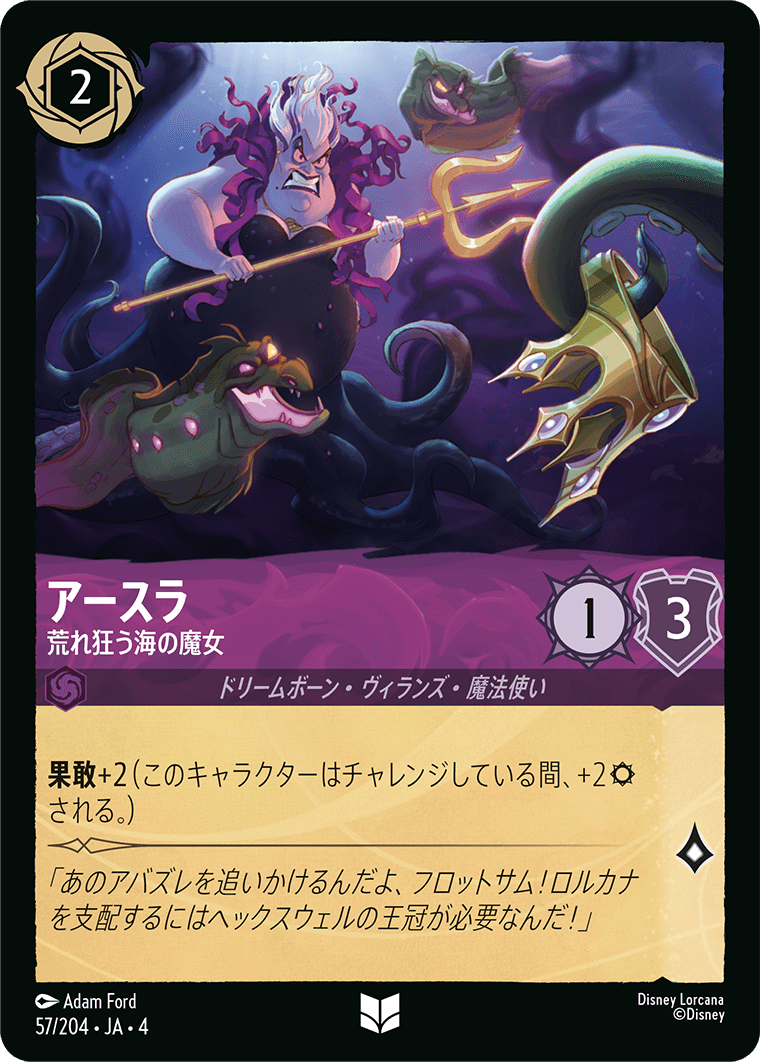 2
アースラ
荒れ狂う海の魔女
1
3
ドリームボーン・ヴィランズ・魔法使い
果敢+2(このキャラクターはチャレンジしている間、+2
される。)
「あのアバズレを追いかけるんだよ、フロットサム！ロルカナ
を支配するにはヘックスウェルの王冠が必要なんだ！」
Adam Ford
57/204・JA・4
Disney Lorcana
©Disney